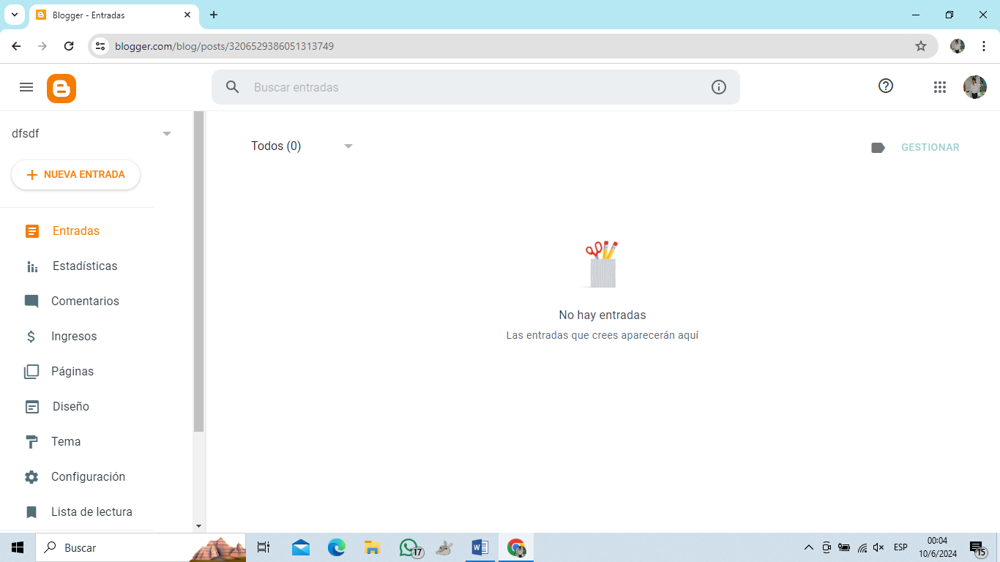 Blogger - Entradas
blogger.com/blog/posts/3206529386051313749
Buscar entradas
dfsdf
Todos (0)
GESTIONAR
NUEVA ENTRADA
Entradas
Estadísticas
Comentarios
Ingresos
Páginas
Diseño
Tema
Configuración
Lista de lectura
No hay entradas
Las entradas que crees aparecerán aquí
Buscar
17
ESP
00:04
10/6/2024
15